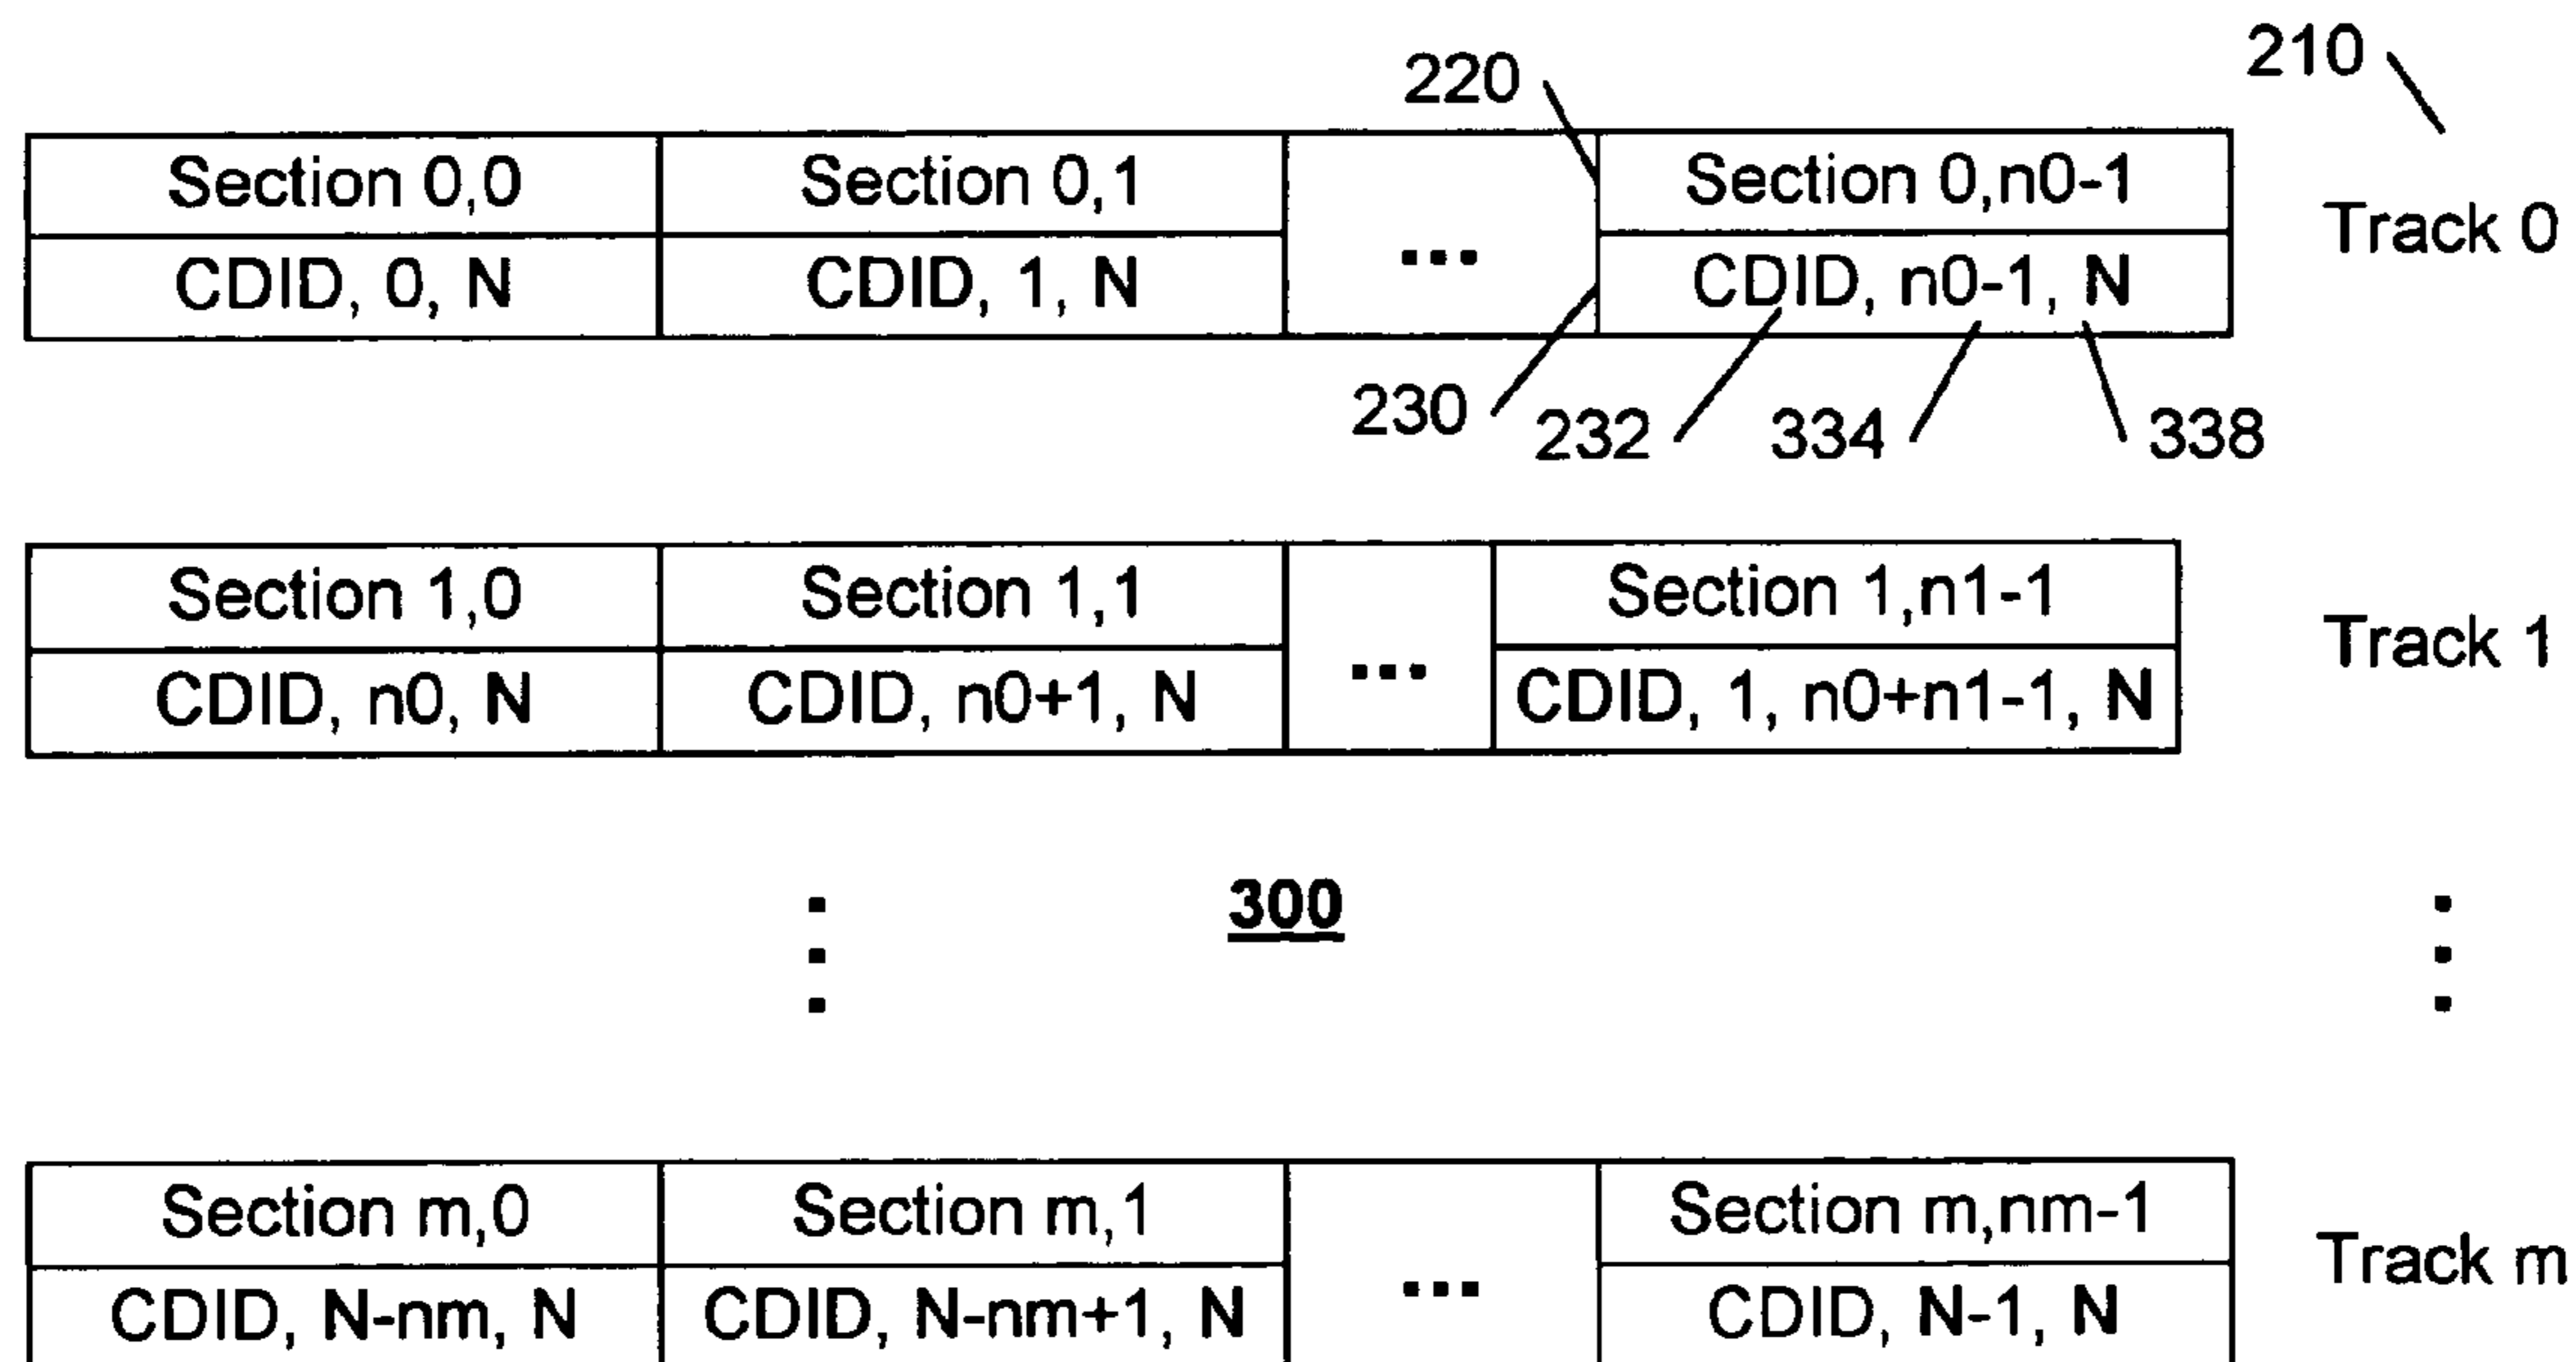 210
220
Section 0,0 Section 0,1 Section 0,n0-1
Track 0
CDID, 0, N CDID, 1, N ... CDID, n0-1, N
230 232 334 338
Section 1,0 Section 1,1 Section 1,n1-1
Track 1
CDID, n0, N CDID, n0+1, N ... CDID, 1, n0+n1-1, N
300
Section m,0 Section m,1 Section m,nm-1
Track m
CDID, N-nm, N CDID, N-nm+1, N ... CDID, N-1, N